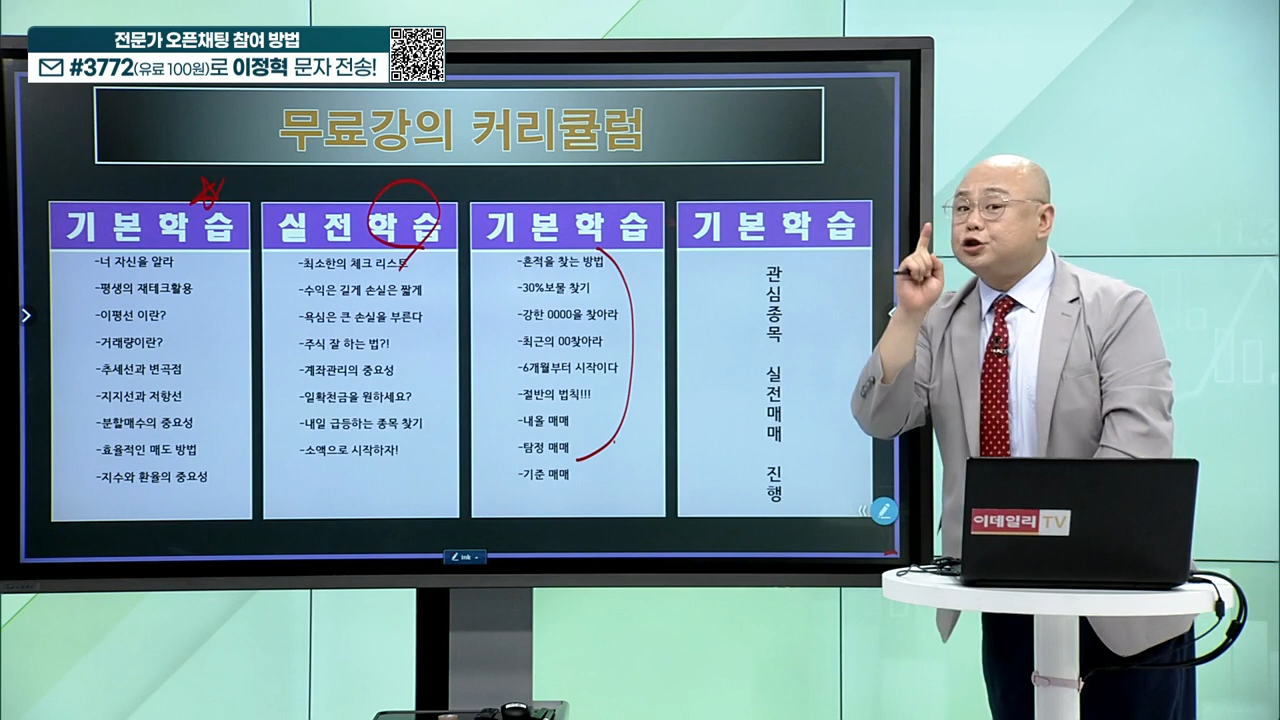 전문가 오픈채팅 참여 방법
#3772(유료 100원)로 이정혁 문자 전송!
무료강의 커리큘럼
기본학습
-너 자신을 알라
-평생의 재테크활용
-이평선 이란?
-거래량이란?
-추세선과 변곡점
-지지선과 저항선
-분할매수의 중요성
-효율적인 매도 방법
-지수와 환율의 중요성
실전학습
-최소한의 체크 리스트
-수익은 길게 손실은 짧게
-욕심은 큰 손실을 부른다
-주식 잘 하는 법?!
-계좌관리의 중요성
-일확천금을 원하세요?
-내일 급등하는 종목 찾기
-소액으로 시작하자!
기본학습
-흔적을 찾는 방법
-30%보물 찾기
-강한 0000을 찾아라
-최근의 00찾아라
-6개월부터 시작이다
-절반의 법칙!!!
-내올 매매
-탐정 매매
-기준 매매
기본학습
관심종목 실전매매 진행
Ink
이데일리TV